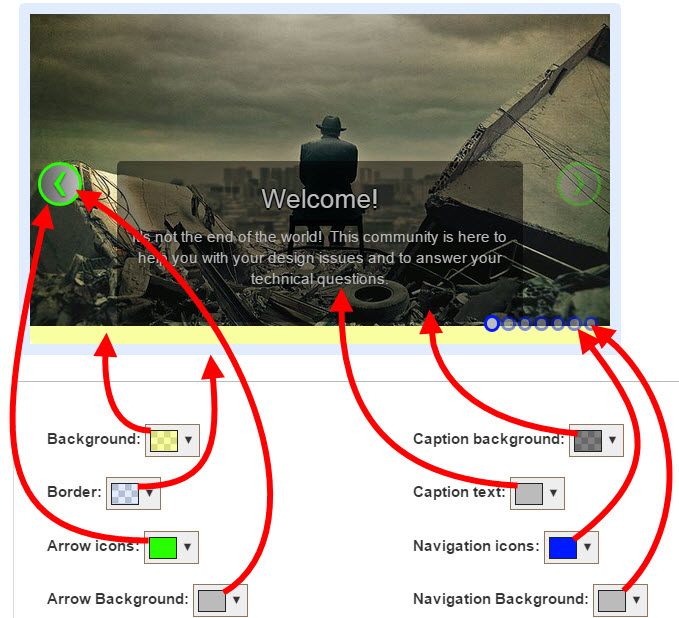 Welcome!
It's not the end of the world! This community is here to
help you with your design issues and to answer your
technical questions.
Background:
Caption background:
Border:
Caption text:
Arrow icons:
Navigation icons:
Arrow Background:
Navigation Background: